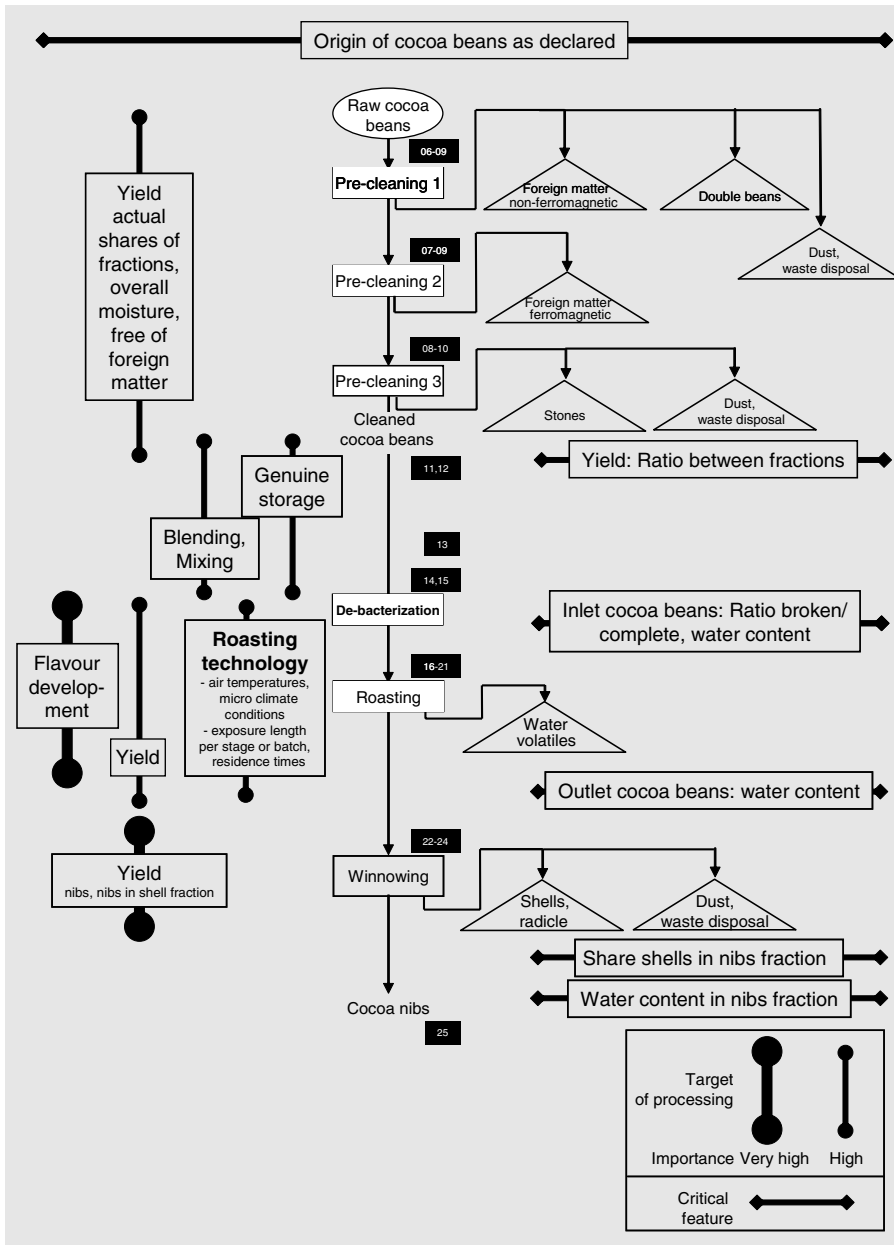 Origin of cocoa beans as declared
Raw cocoa
beans
06-09
Pre-cleaning 1
Foreign matter
non-ferromagnetic
Double beans
Dust,
waste disposal
Yield
actual
shares of
fractions,
overall
moisture,
free of
foreign
matter
07-09
Pre-cleaning 2
Foreign matter
ferromagnetic
08-10
Pre-cleaning 3
Stones
Dust,
waste disposal
Cleaned
cocoa beans
Yield: Ratio between fractions
11,12
Genuine
storage
Blending,
Mixing
13
14,15
De-bacterization
Inlet cocoa beans: Ratio broken/
complete, water content
Flavour
develop-
ment
Yield
Roasting
technology
- air temperatures,
micro climate
conditions
- exposure length
per stage or batch,
residence times
16-21
Roasting
Water
volatiles
Outlet cocoa beans: water content
22-24
Winnowing
Shells,
radicle
Dust,
waste disposal
Yield
nibs, nibs in shell fraction
Share shells in nibs fraction
Water content in nibs fraction
Cocoa nibs
25
Target
of processing
Importance Very high High
Critical
feature